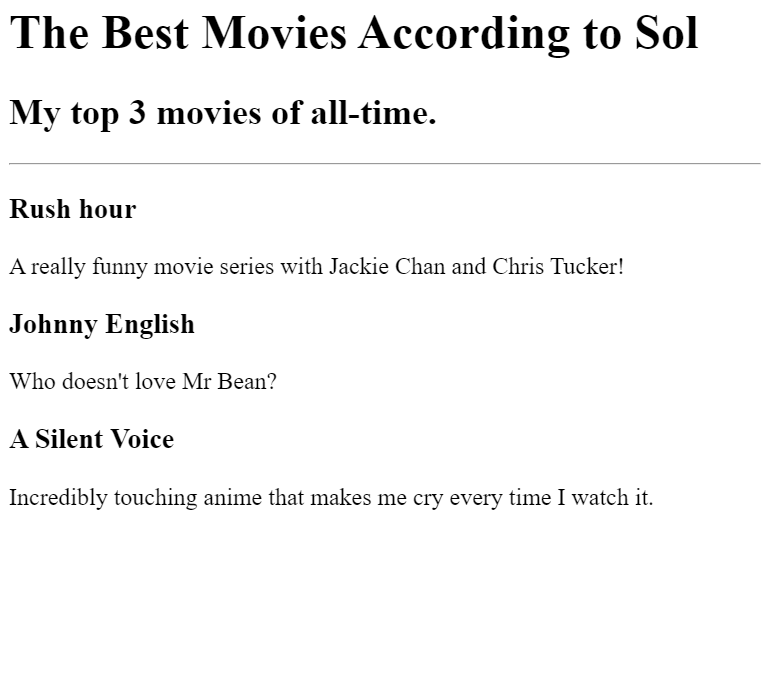 The Best Movies According to Sol
My top 3 movies of all-time.
Rush hour
A really funny movie series with Jackie Chan and Chris Tucker!
Johnny English
Who doesn't love Mr Bean?
A Silent Voice
Incredibly touching anime that makes me cry every time I watch it.